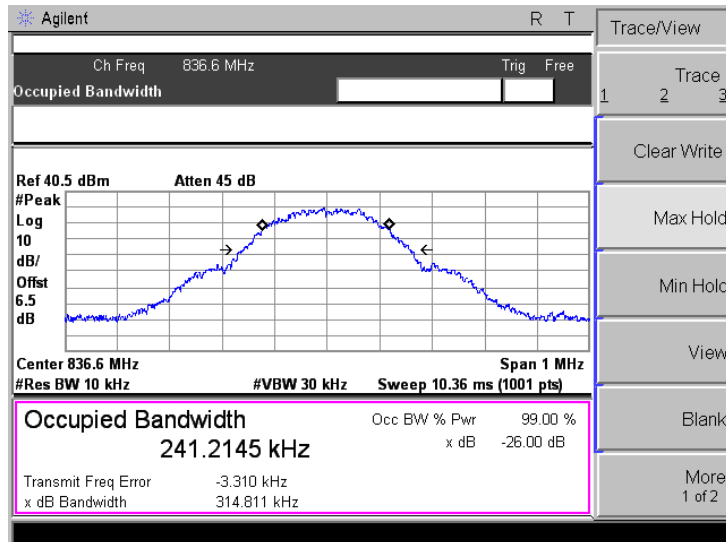 Agilent R T
Trace/View
Ch Freq 836.6 MHz Trig Free
Occupied Bandwidth
Trace
1 2 3
Clear Write
Ref 40.5 dBm Atten 45 dB
#Peak
Log
10
dB/
Offst
6.5
dB
Max Hold
Min Hold
View
Blank
More
1 of 2
Center 836.6 MHz Span 1 MHz
#Res BW 10 kHz #VBW 30 kHz Sweep 10.36 ms (1001 pts)
Occupied Bandwidth Occ BW % Pwr 99.00 %
241.2145 kHz x dB -26.00 dB
Transmit Freq Error -3.310 kHz
x dB Bandwidth 314.811 kHz